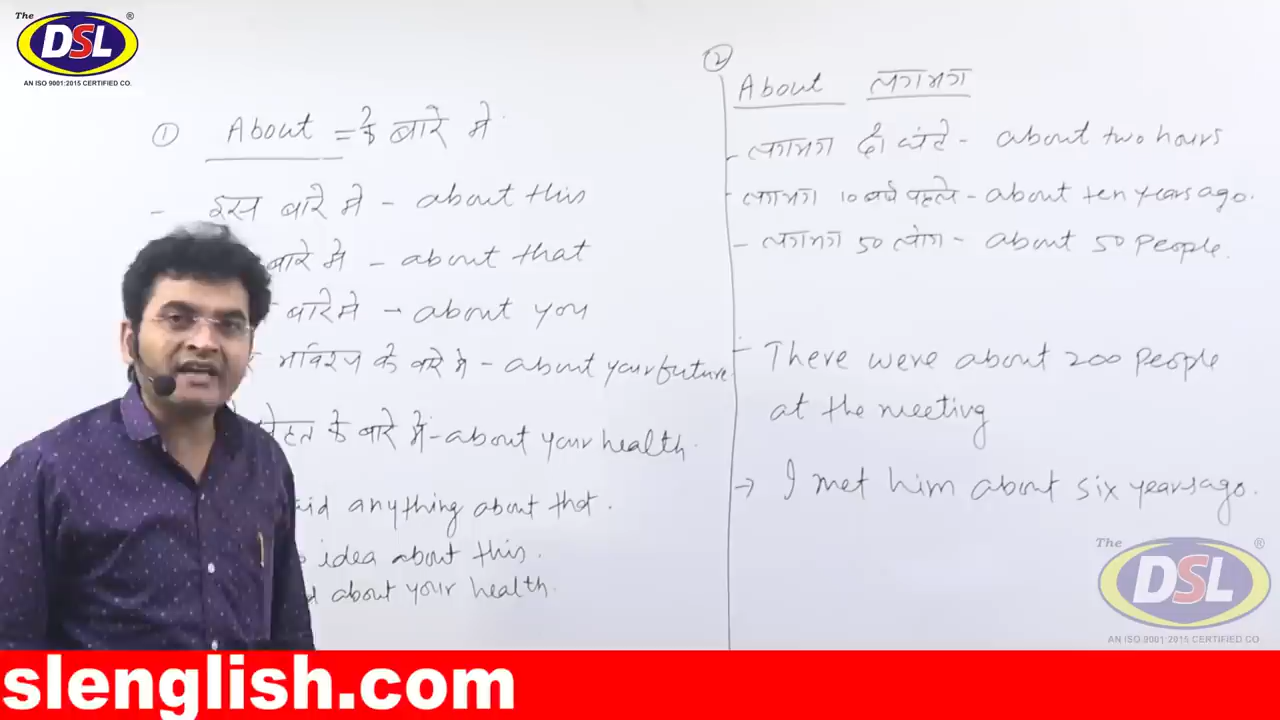 The DSL ®
AN ISO 9001:2015 CERTIFIED CO.
① About = के बारे मे
- इस बारे मे - about this
बारे मे - about that
बारे मे - about you
भविश्य के बारे मे - about your future
सेहत के बारे में - about your health.
said anything about that.
idea about this.
about your health.
②
About लगभग
- लगभग दो घंटे - about two hours
- लगभग 10 वर्ष पहले - about ten years ago.
- लगभग 50 लोग - about 50 people.
- There were about 200 people
at the meeting
→ I met him about six years ago.
The DSL ®
AN ISO 9001:2015 CERTIFIED CO.
slenglish.com